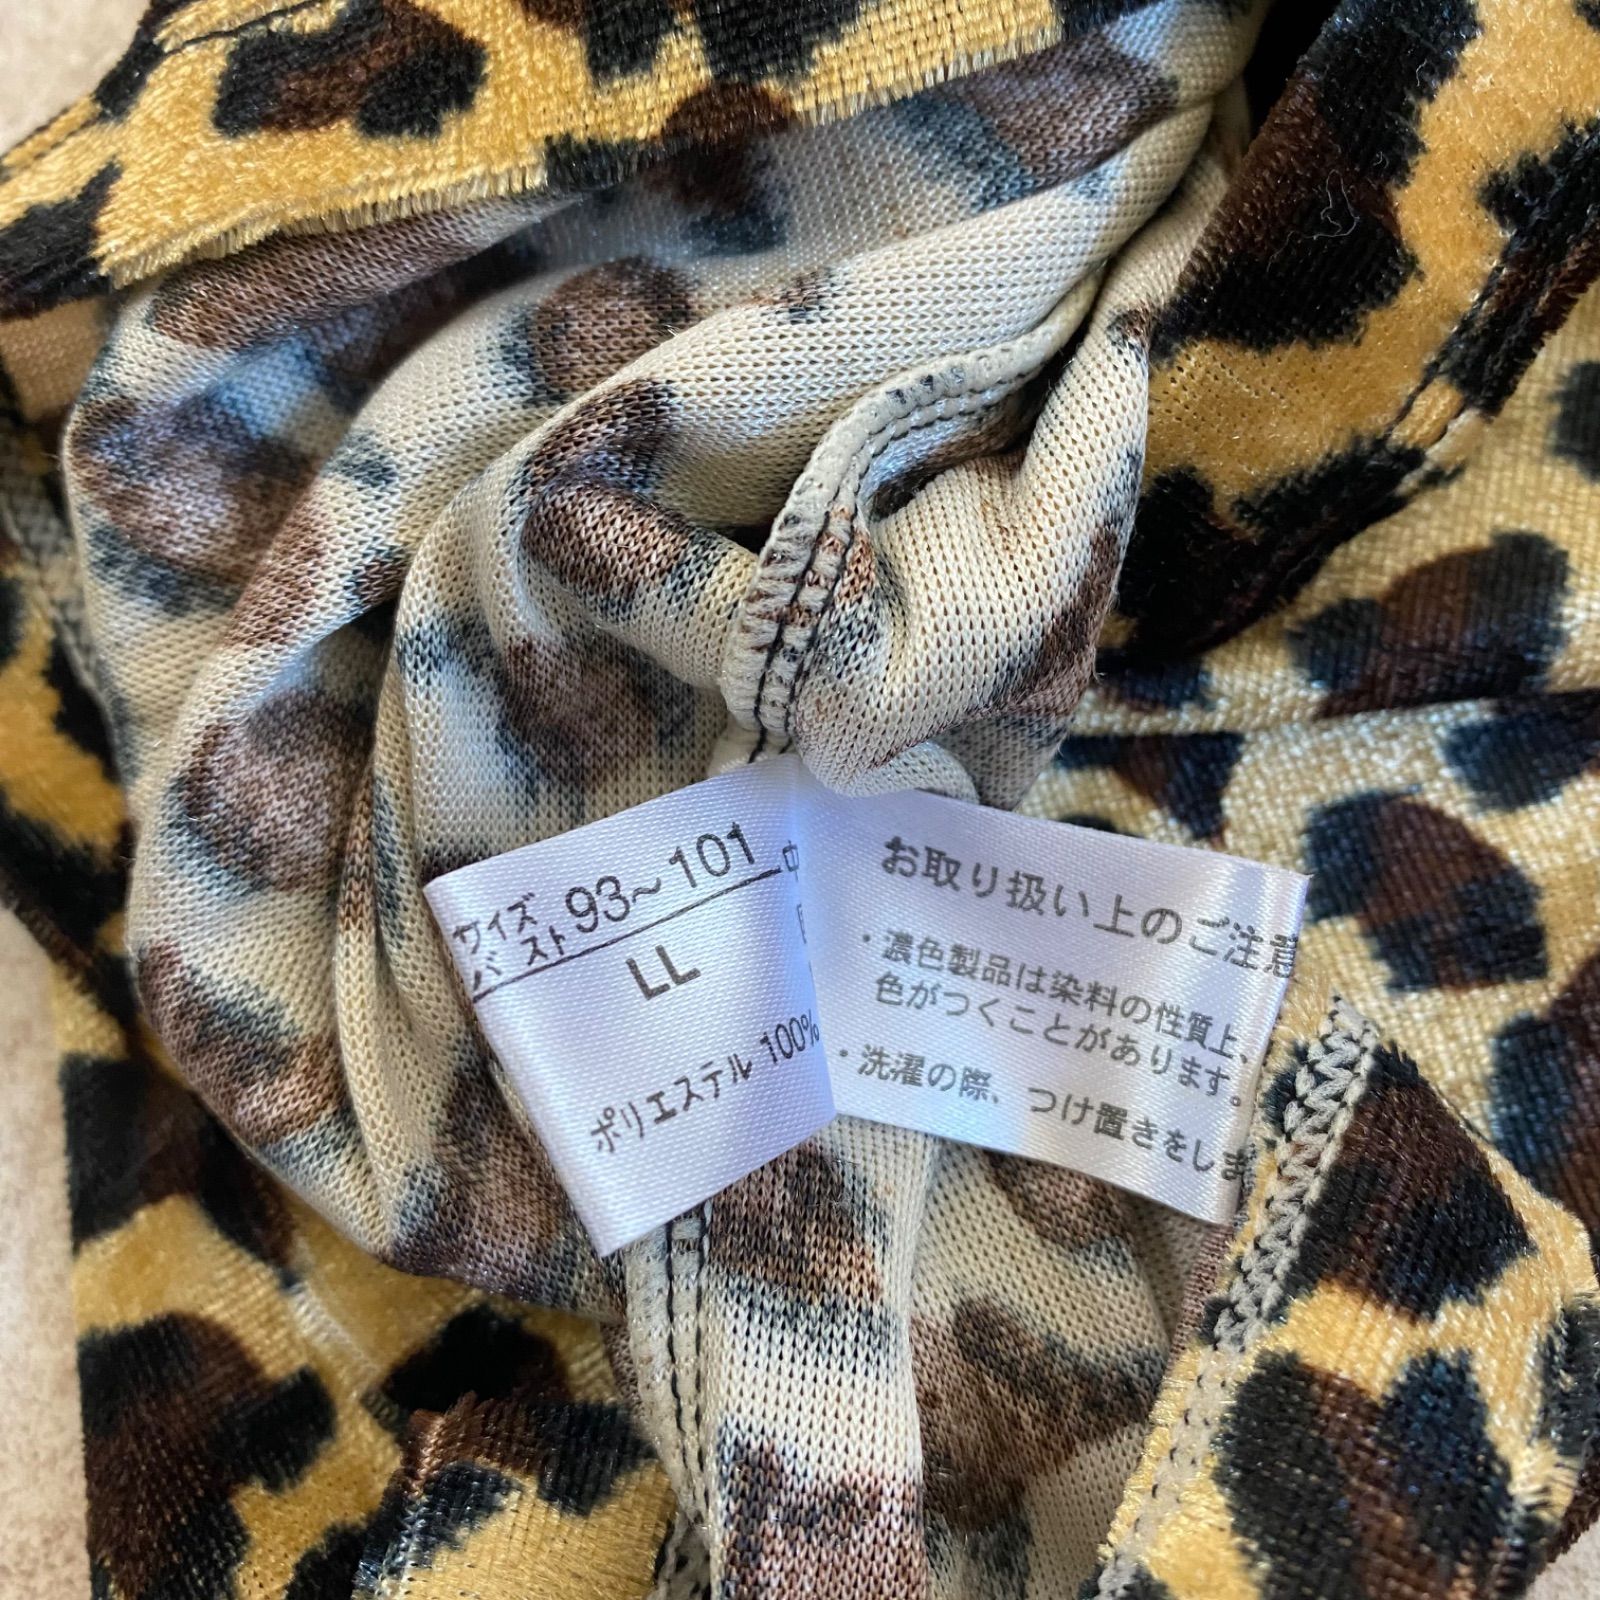 サイズ
バスト 93~101
LL
ポリエステル 100%
中
お取り扱い上のご注意
・濃色製品は染料の性質上、
色がつくことがあります。
・洗濯の際、つけ置きをしま